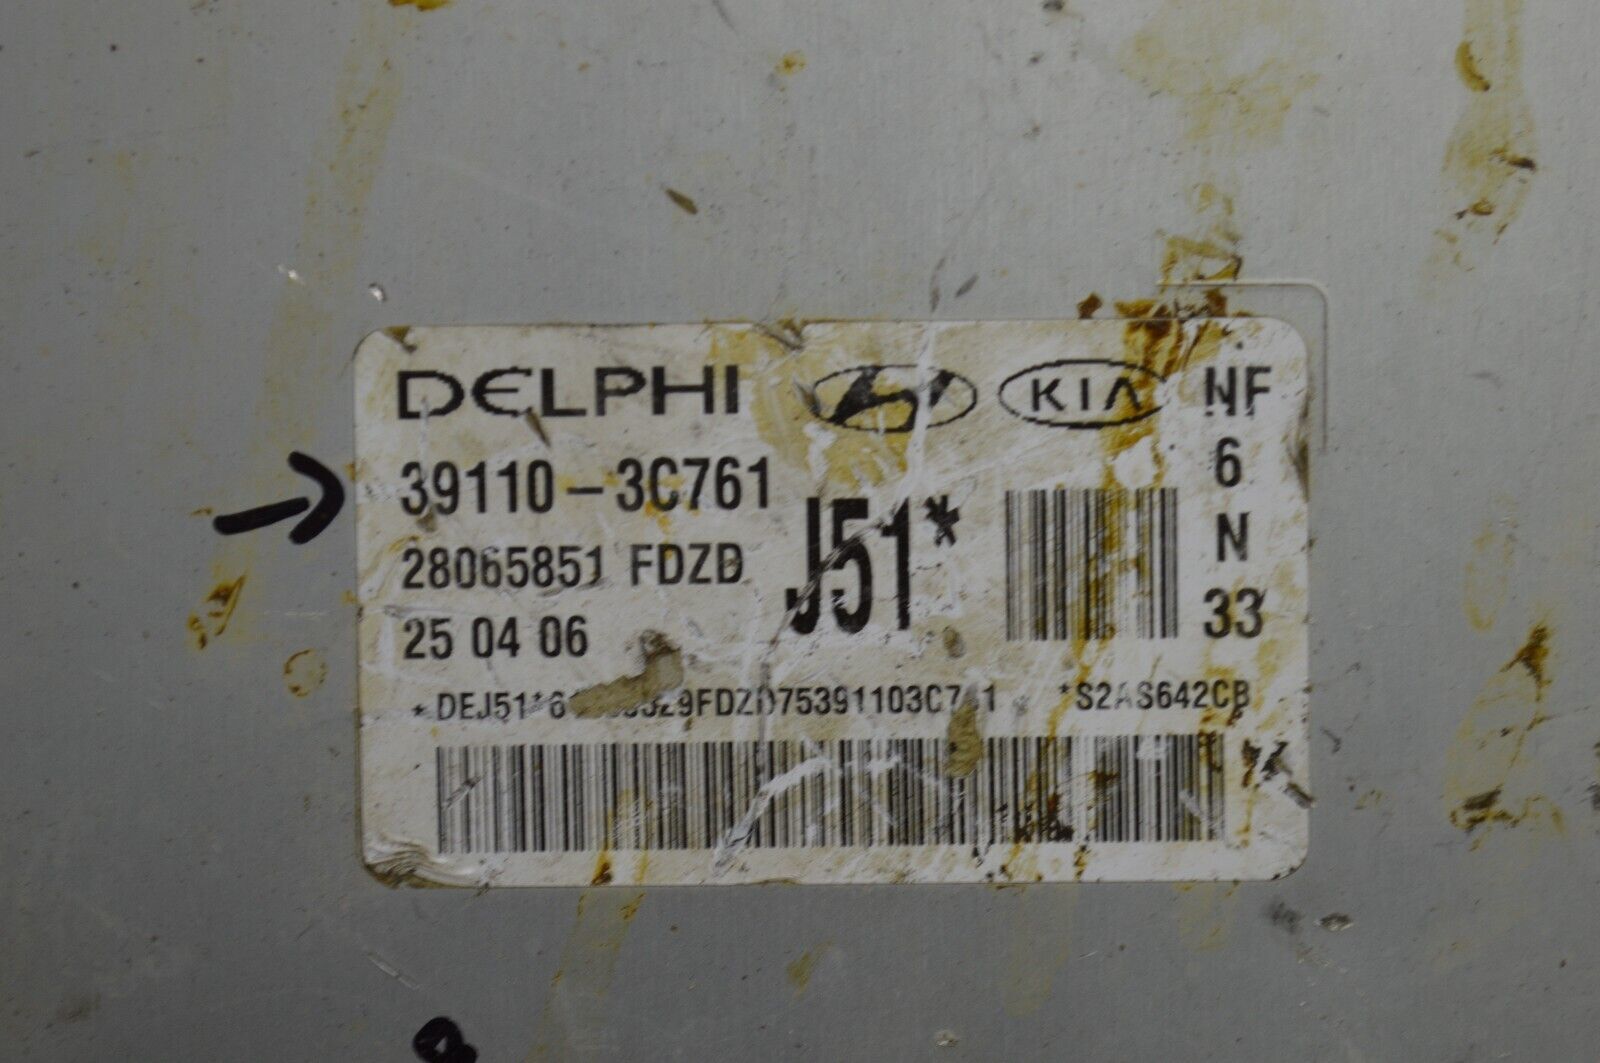 DELPHI KIA NF
39110-3C761 6
J51* N
28065851 FDZD 33
25 04 06
*S2AS642CB